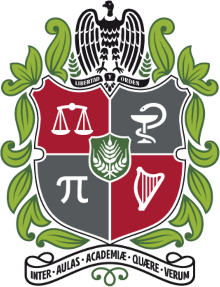 LIBERTAD Y ORDEN
π
INTER · AULAS · ACADEMIÆ · QUÆRE · VERUM